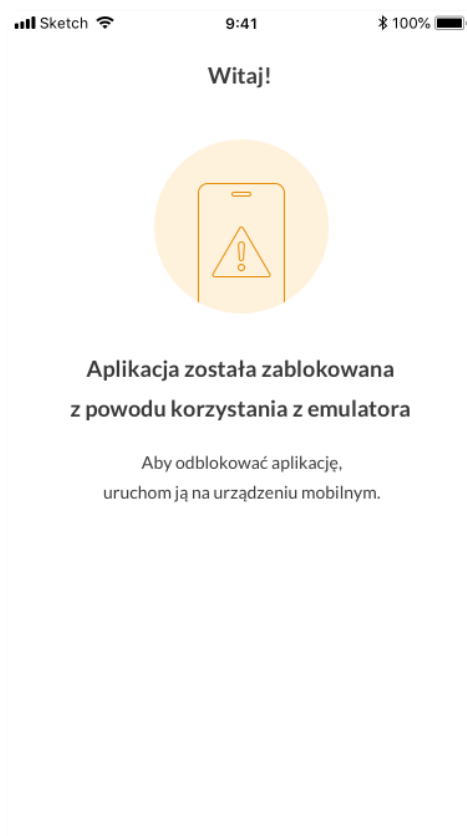 Sketch 9:41 100%
Witaj!
Aplikacja została zablokowana
z powodu korzystania z emulatora
Aby odblokować aplikację,
uruchom ją na urządzeniu mobilnym.